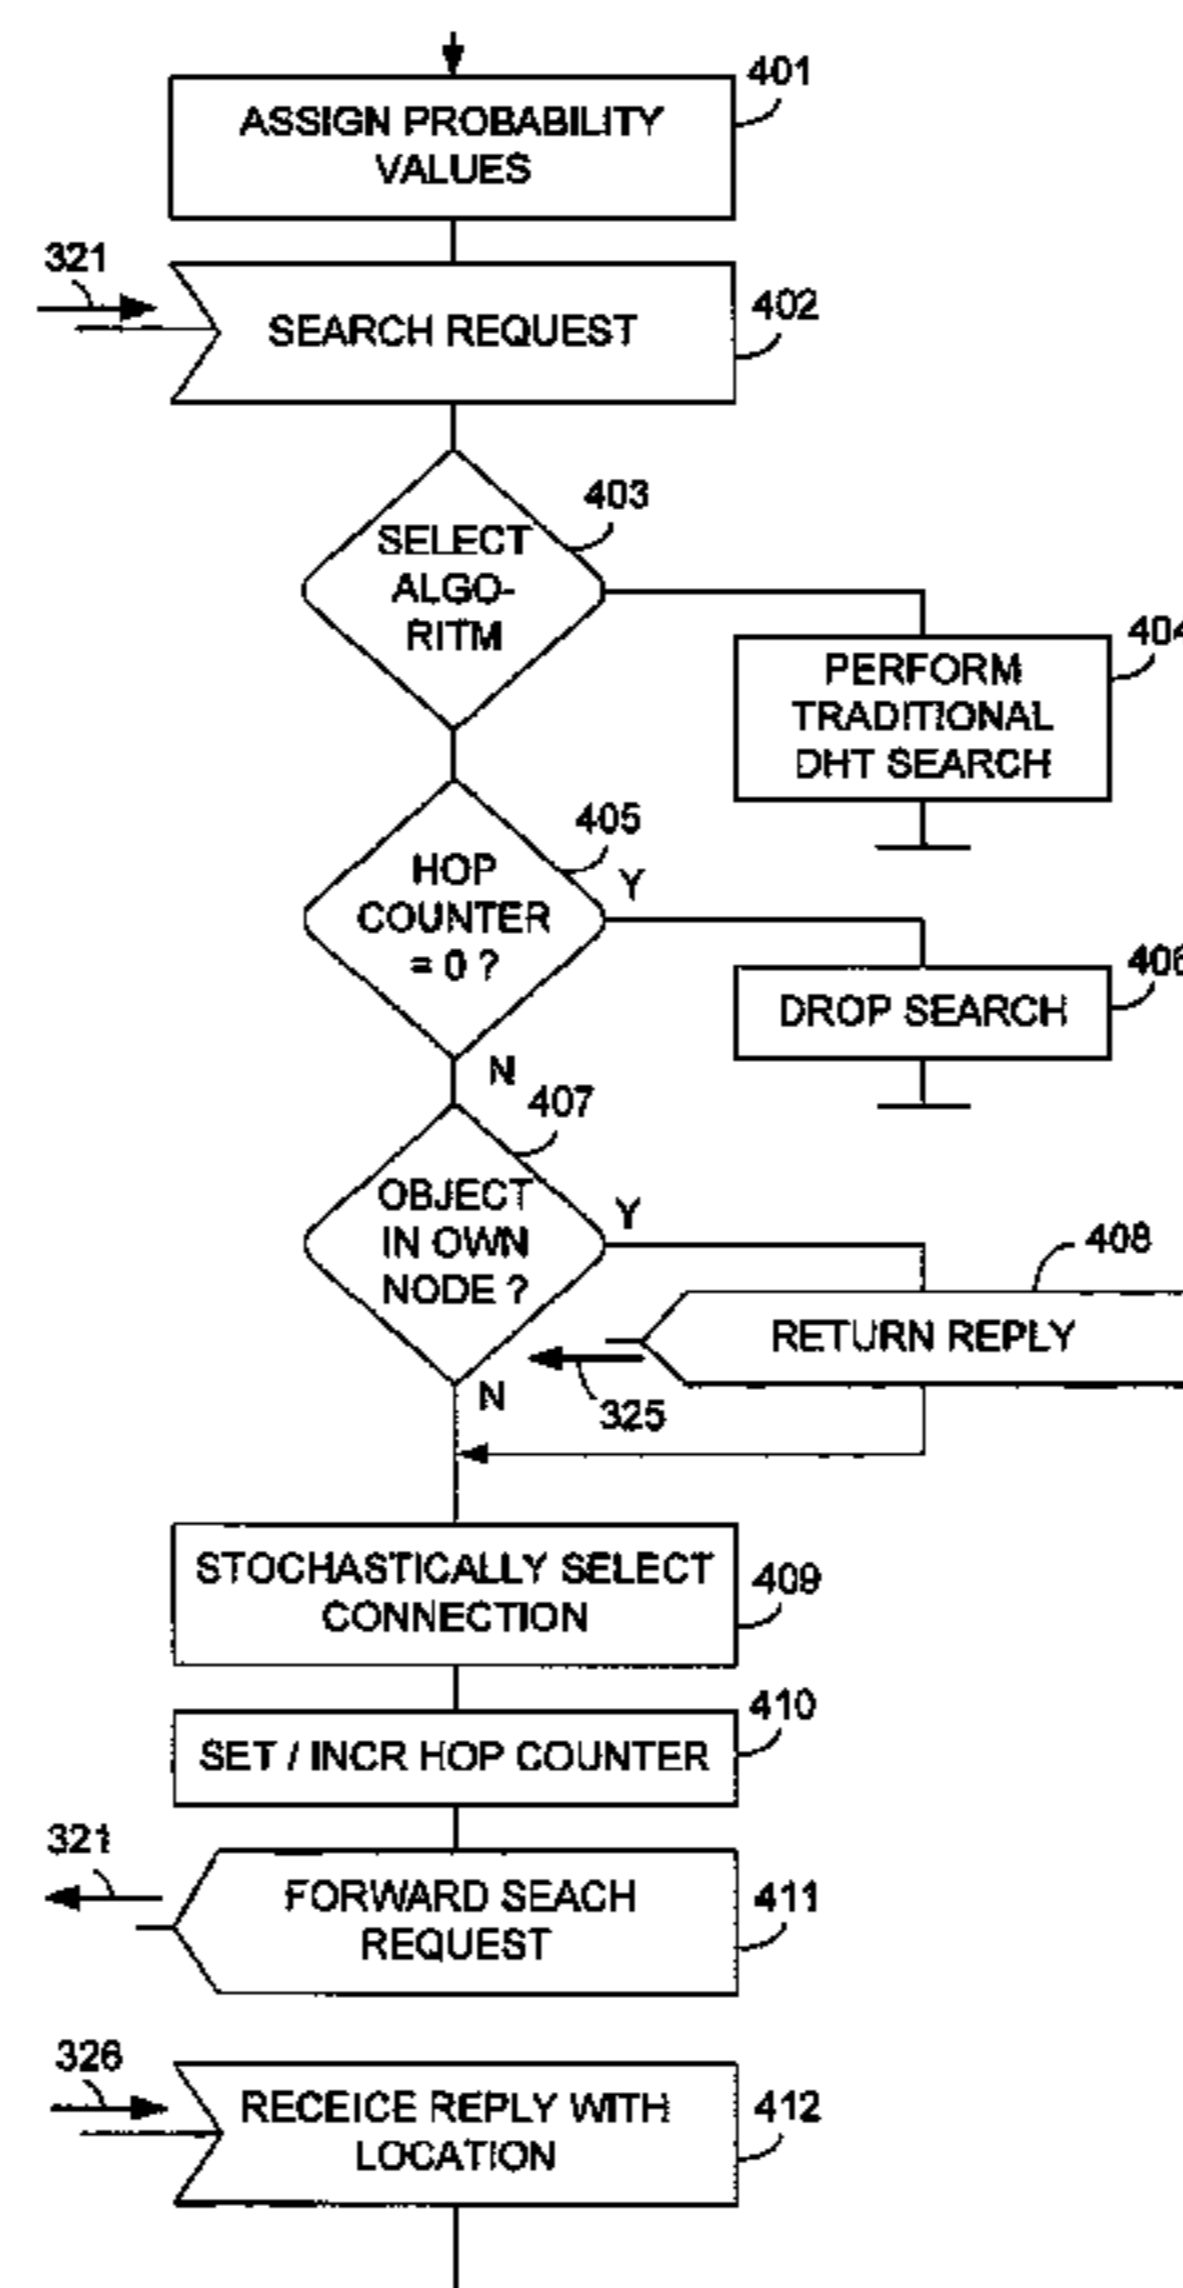 401
ASSIGN PROBABILITY
VALUES
321
402
SEARCH REQUEST
403
SELECT
ALGO-
RITM
404
PERFORM
TRADITIONAL
DHT SEARCH
405
HOP
COUNTER
= 0 ?
Y
406
DROP SEARCH
N
407
OBJECT
IN OWN
NODE ?
Y
408
RETURN REPLY
325
N
STOCHASTICALLY SELECT
CONNECTION
409
410
SET / INCR HOP COUNTER
321
FORWARD SEACH
REQUEST
411
326
RECEICE REPLY WITH
LOCATION
412